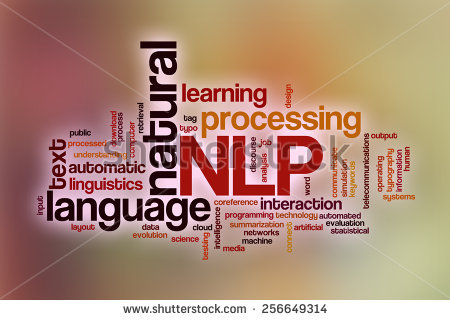 design
learning
natural
download
process
computer
retrieval
tag
typo
processing
public
processed
understanding
text
automatic
linguistics
NLP
discourse
analysis
job
word
communicate
simulation
keywords
telecommunications
output
operating
typography
information
human
systems
input
language
coreference
interaction
layout
data
evolution
cloud
science
testing
intelligence
programming
technology
automated
summarization
evaluation
networks
connect
artificial
statistical
machine
media
www.shutterstock.com · 256649314